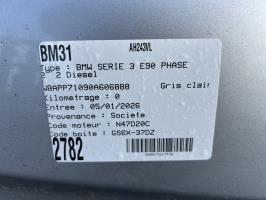 BM31 AH243VL
Type : BMW SERIE 3 E90 PHASE
2 Diesel
WBAPP71090A606888 Gris clair
Kilometrage : 0
Entree : 05/01/2026
Provenance : Societe
Code moteur : N47D20C
Code boite : GS6X-37DZ
2782